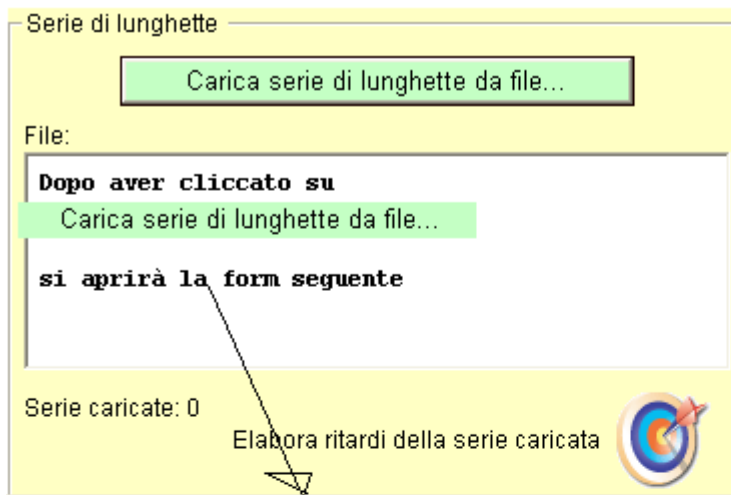 Serie di lunghette
Carica serie di lunghette da file...
File:
Dopo aver cliccato su
Carica serie di lunghette da file...
si aprirà la form seguente
Serie caricate: 0
Elabora ritardi della serie caricata